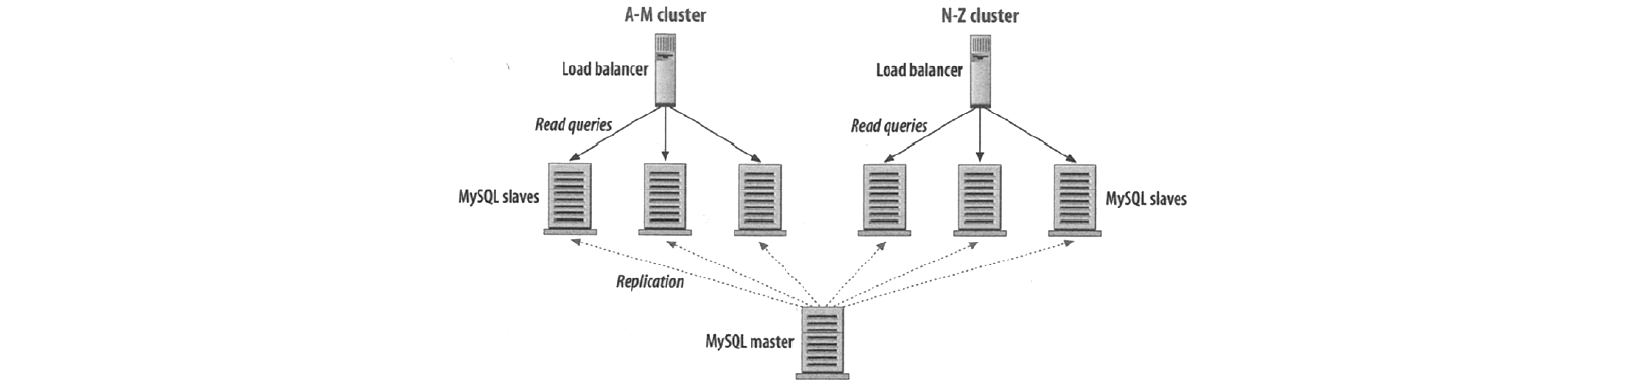 A-M cluster
N-Z cluster
Load balancer
Load balancer
Read queries
Read queries
MySQL slaves
MySQL slaves
Replication
MySQL master